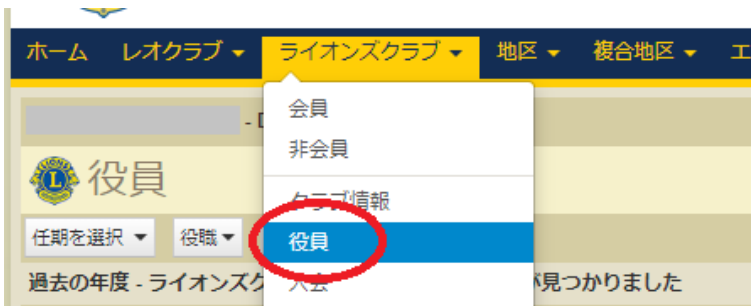 ホーム レオクラブ ▾ ライオンズクラブ ▾ 地区 ▾ 複合地区 ▾
会員
非会員
役員
クラブ情報
任期を選択 ▼ 役職 ▼
役員
過去の年度 - ライオンズク
が見つかりました